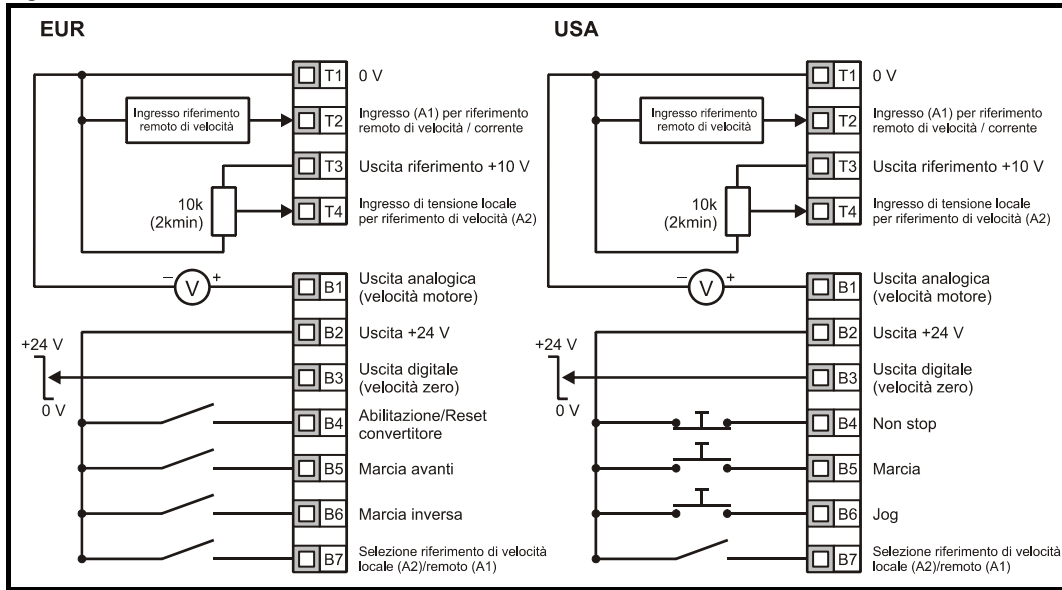 EUR
T1 0 V
Ingresso riferimento
remoto di velocità
T2 Ingresso (A1) per riferimento
remoto di velocità / corrente
T3 Uscita riferimento +10 V
10k
(2kmin)
T4 Ingresso di tensione locale
per riferimento di velocità (A2)
– V +
B1 Uscita analogica
(velocità motore)
B2 Uscita +24 V
+24 V
0 V
B3 Uscita digitale
(velocità zero)
B4 Abilitazione/Reset
convertitore
B5 Marcia avanti
B6 Marcia inversa
B7 Selezione riferimento di velocità
locale (A2)/remoto (A1)
USA
T1 0 V
Ingresso riferimento
remoto di velocità
T2 Ingresso (A1) per riferimento
remoto di velocità / corrente
T3 Uscita riferimento +10 V
10k
(2kmin)
T4 Ingresso di tensione locale
per riferimento di velocità (A2)
– V +
B1 Uscita analogica
(velocità motore)
B2 Uscita +24 V
+24 V
0 V
B3 Uscita digitale
(velocità zero)
B4 Non stop
B5 Marcia
B6 Jog
B7 Selezione riferimento di velocità
locale (A2)/remoto (A1)